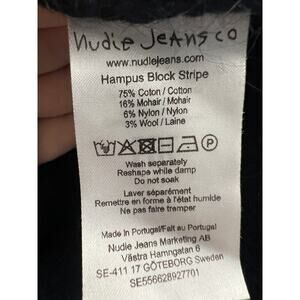 Nudie Jeans co
www.nudiejeans.com
Hampus Block Stripe
75% Coton / Cotton
16% Mohair / Mohair
6% Nylon / Nylon
3% Wool / Laine
P
Wash separately
Reshape while damp
Do not soak
Laver séparément
Remettre en forme à l'état humide
Ne pas faire tramper
Made in Portugal/Fait au Portugal
Nudie Jeans Marketing AB
Västra Hamngatan 6
SE-411 17 GÖTEBORG Sweden
SE556628927701